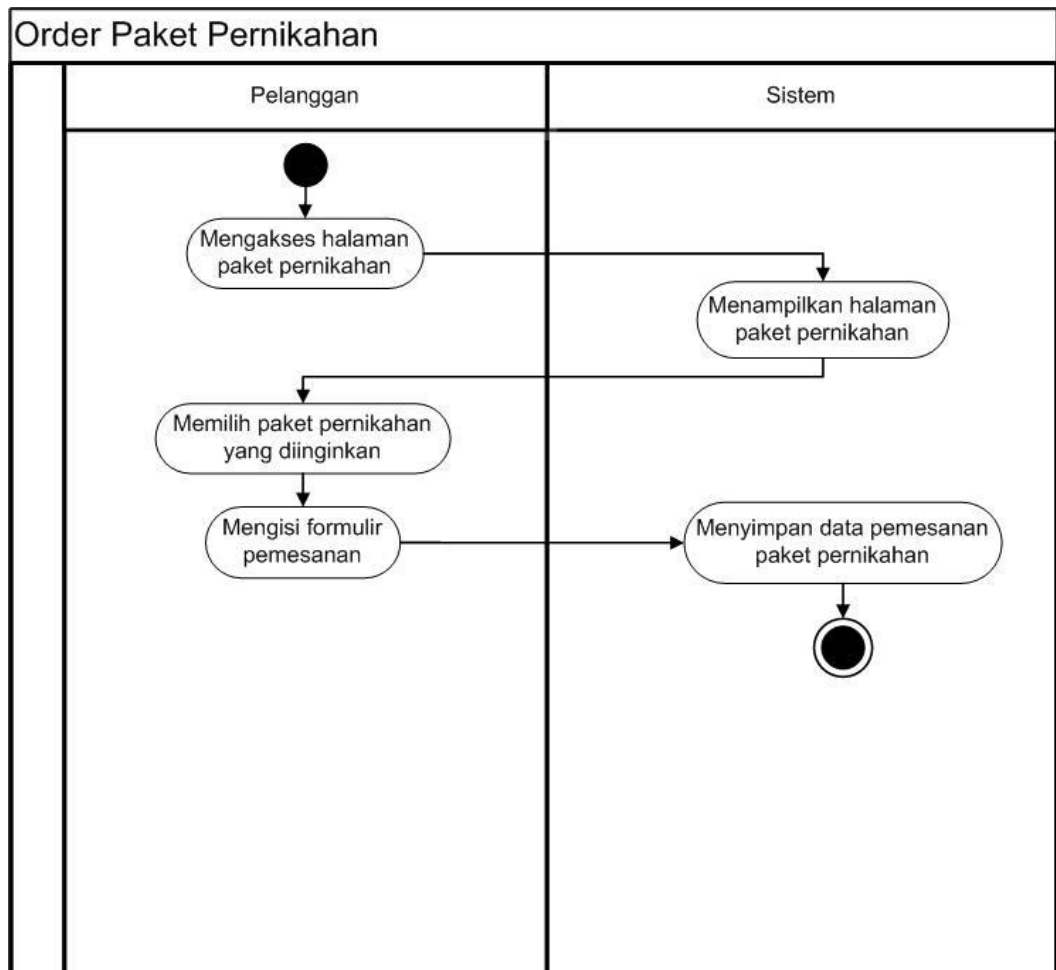 Order Paket Pernikahan
Pelanggan
Sistem
Mengakses halaman
paket pernikahan
Menampilkan halaman
paket pernikahan
Memilih paket pernikahan
yang diinginkan
Mengisi formulir
pemesanan
Menyimpan data pemesanan
paket pernikahan